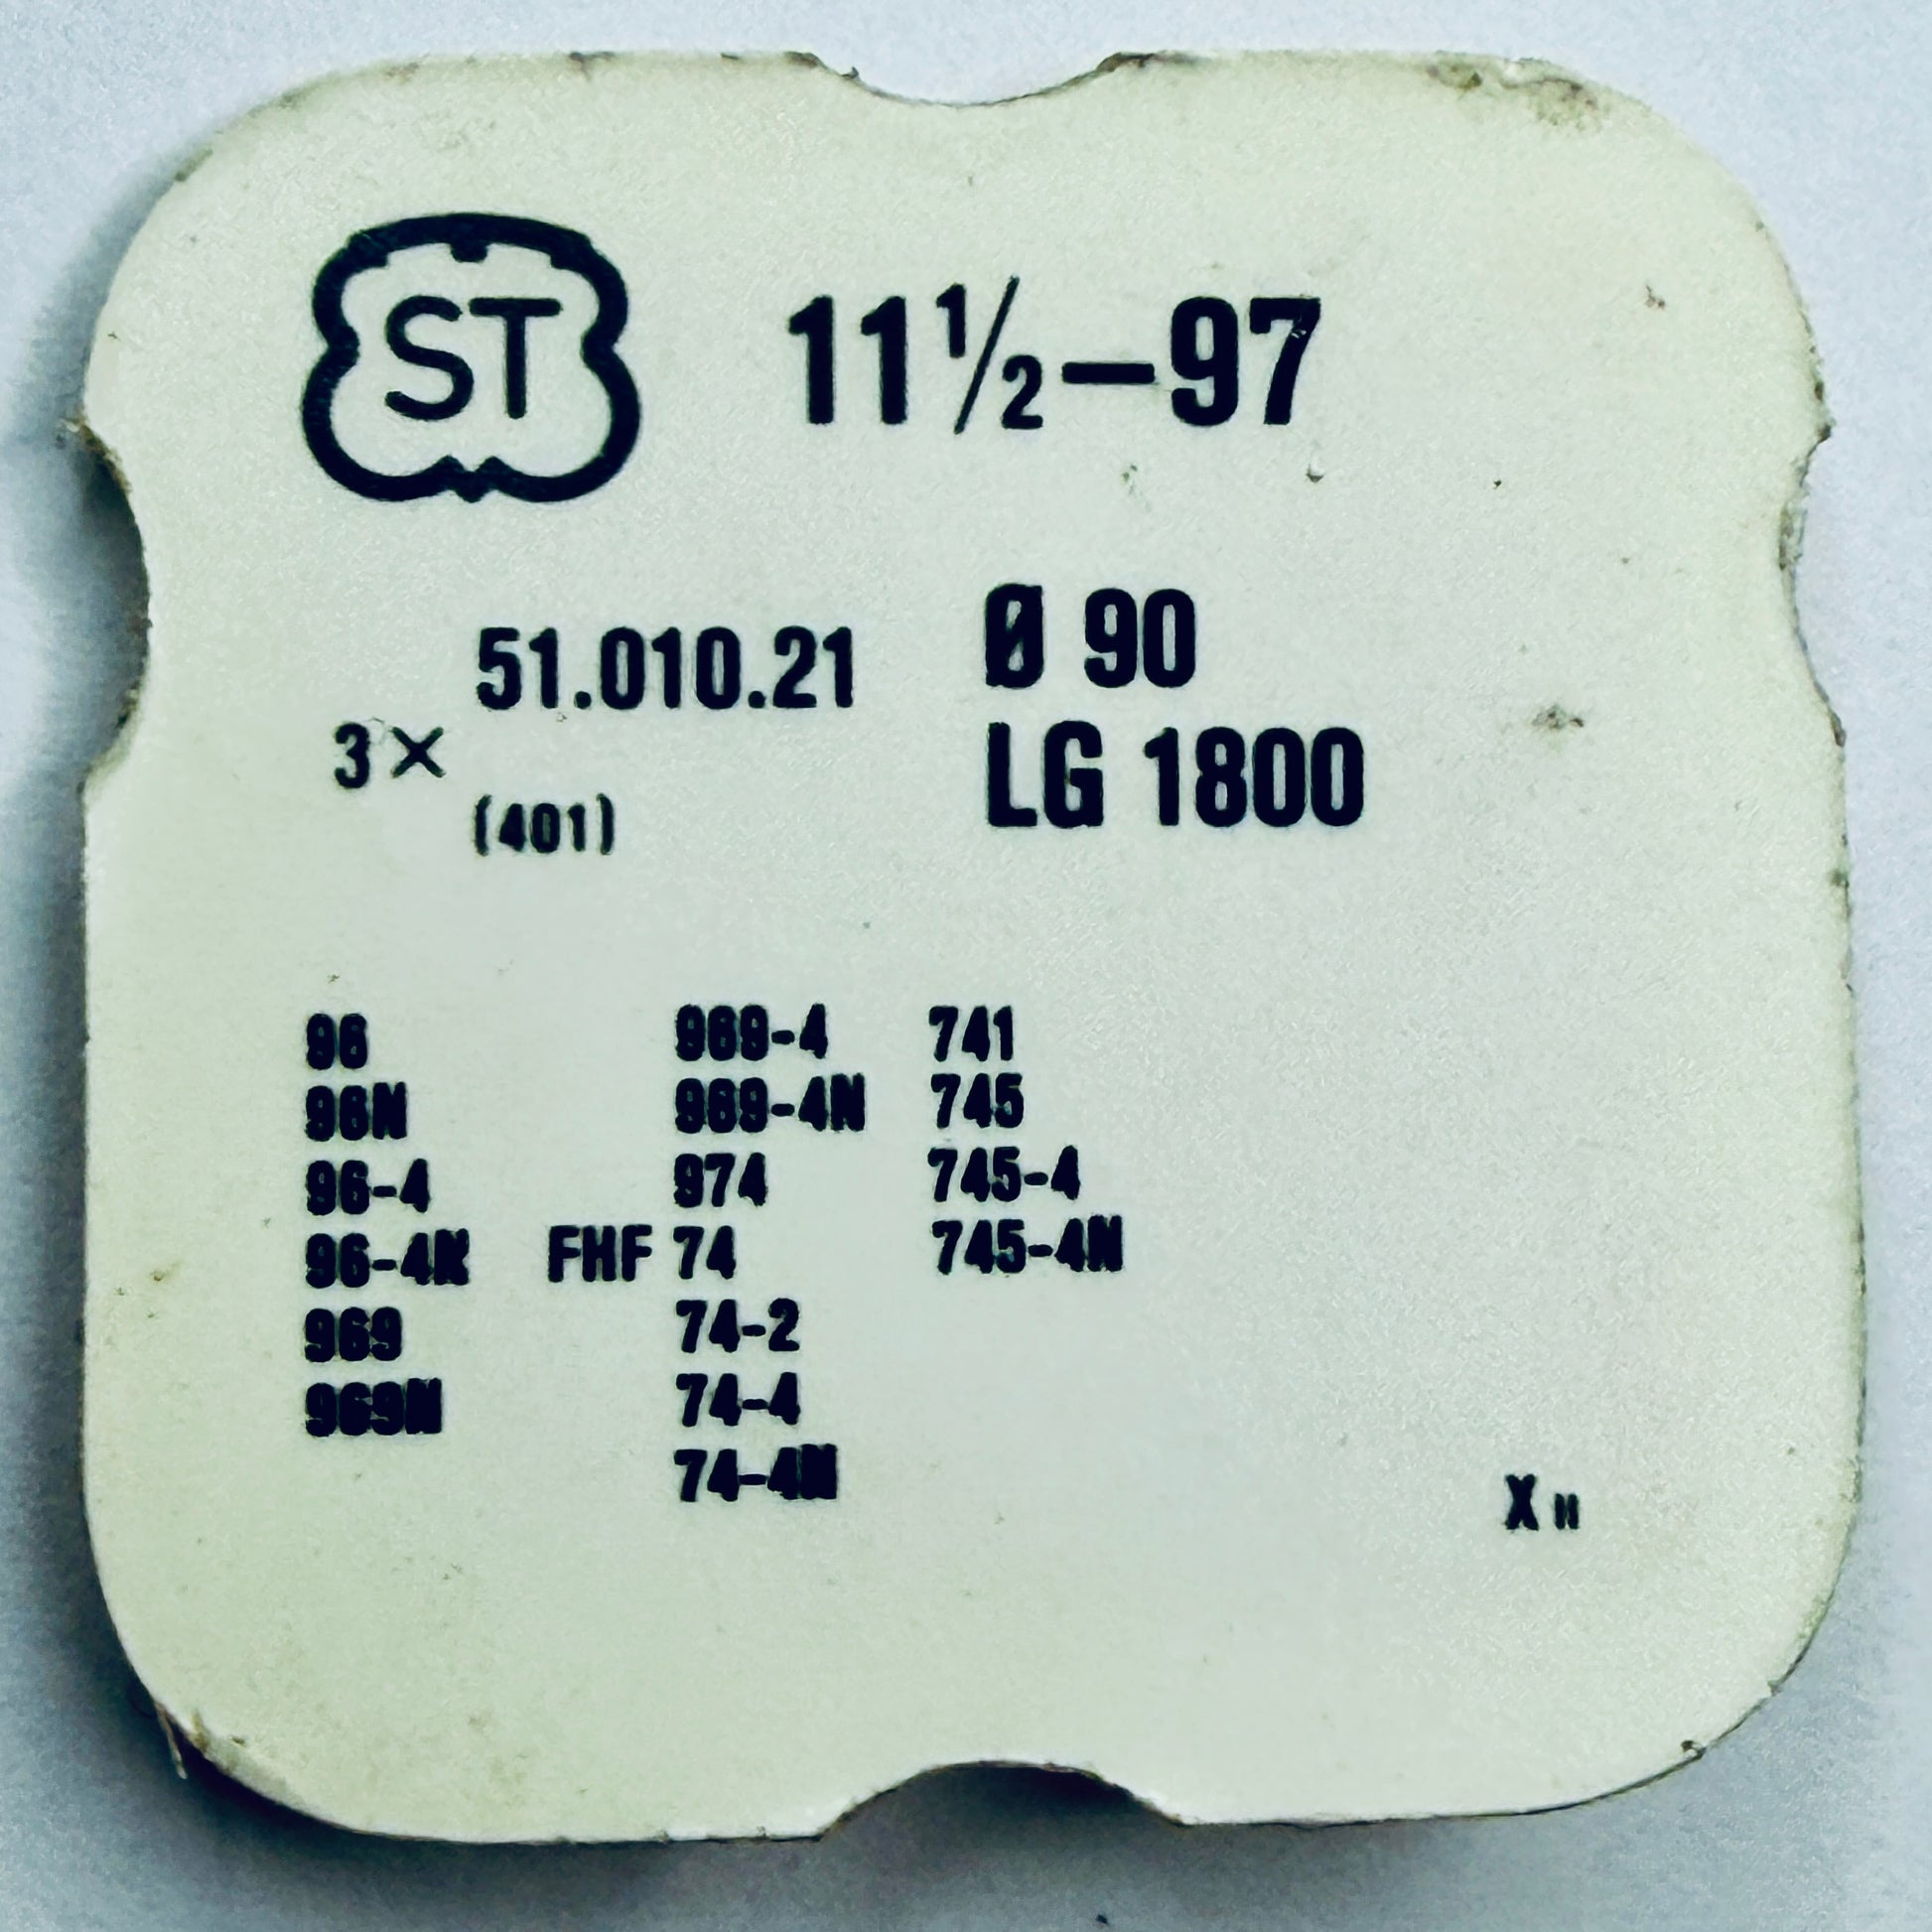 ST 11 1/2–97
51.010.21 Ø 90
3× LG 1800
(401)
96 969-4 741
96N 969-4N 745
96-4 974 745-4
96-4N FHF 74 745-4N
969 74-2
969N 74-4
74-4N
X